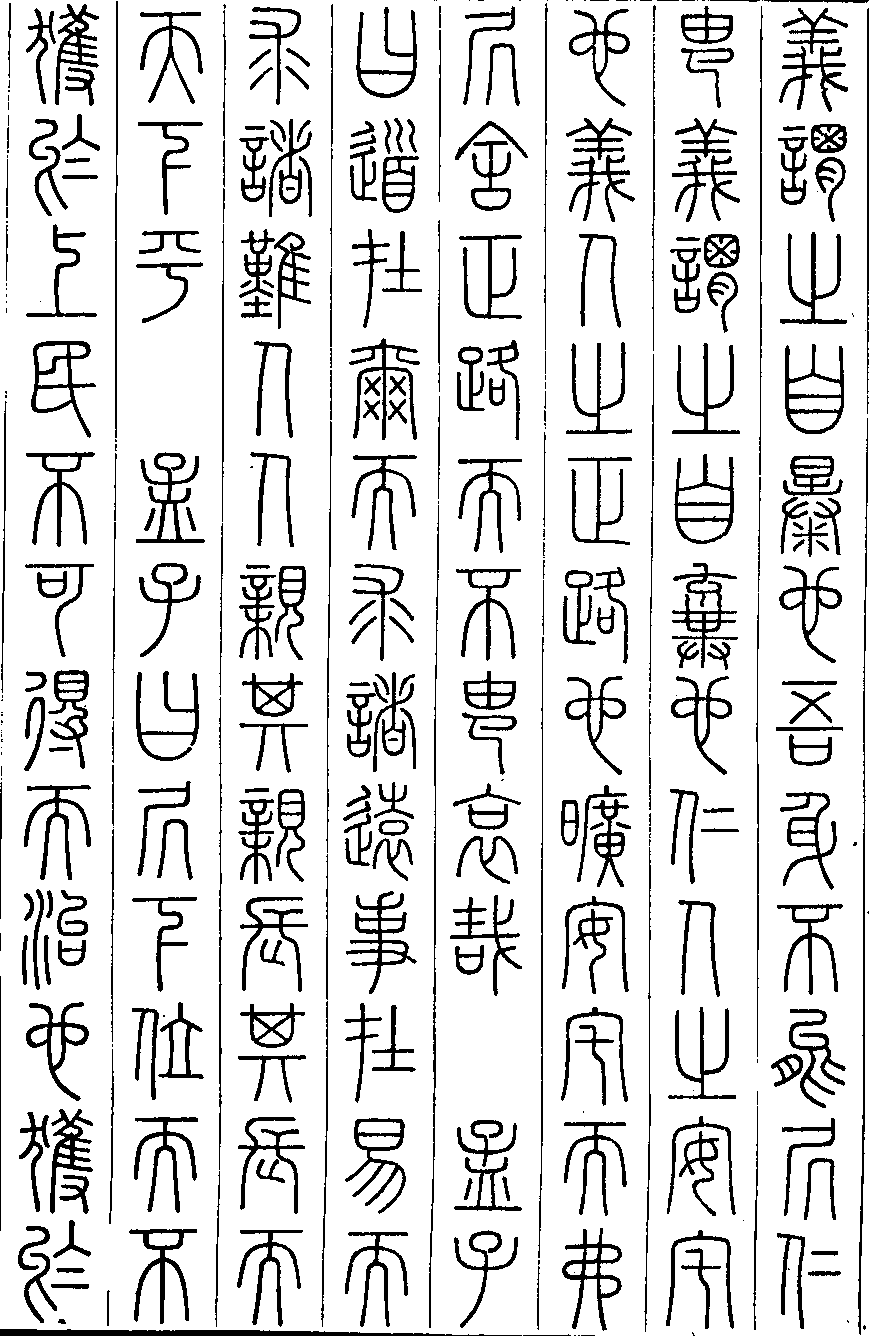 義謂之自暴也吾身不能居仁
由義謂之自棄也仁人之安宅
也義人之正路也曠安宅而弗
居舍正路而不由哀哉　孟子
曰道在爾而求諸遠事在易而
求諸難人人親其親長其長而
天下平　孟子曰居下位而不
獲於上民不可得而治也獲於